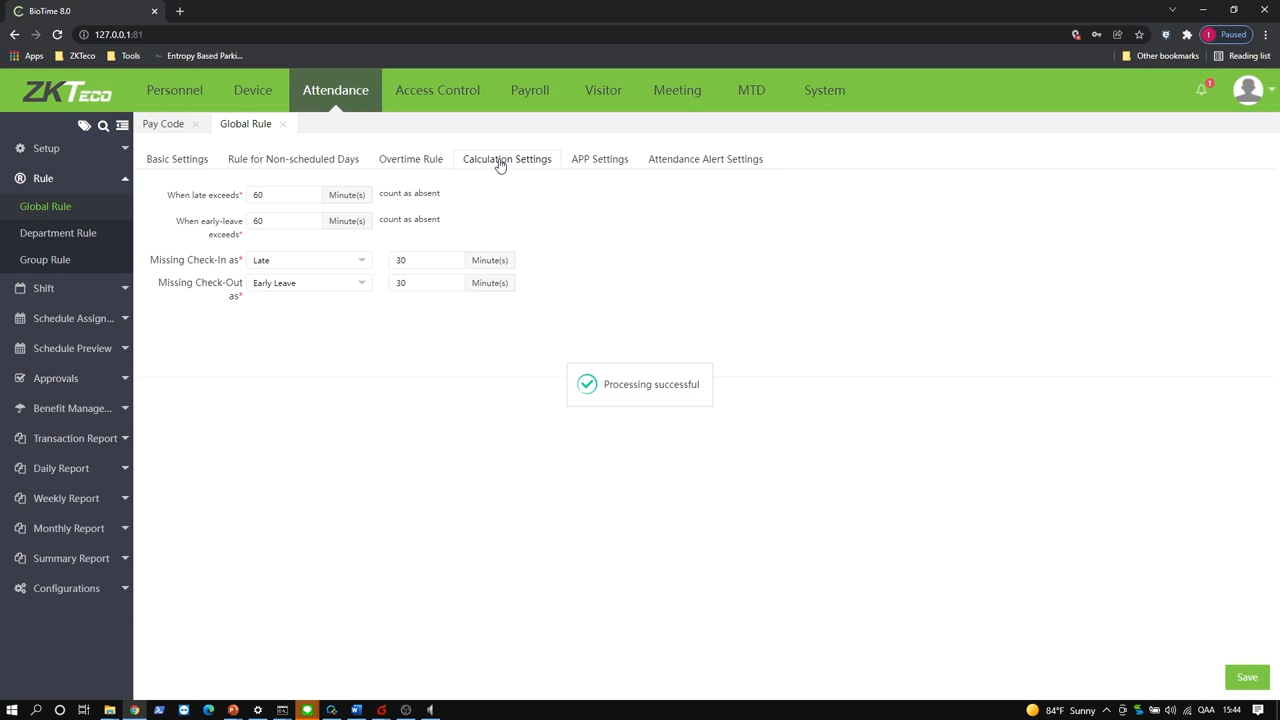 BioTime 8.0
127.0.0.1:81
t Paused
Apps ZKTeco Tools Entropy Based Parki... Other bookmarks Reading list
ZKTeco Personnel Device Attendance Access Control Payroll Visitor Meeting MTD System 1
Pay Code Global Rule
Setup
Rule
Global Rule
Department Rule
Group Rule
Shift
Schedule Assign...
Schedule Preview
Approvals
Benefit Manage...
Transaction Report
Daily Report
Weekly Report
Monthly Report
Summary Report
Configurations
Basic Settings Rule for Non-scheduled Days Overtime Rule Calculation Settings APP Settings Attendance Alert Settings
When late exceeds* 60 Minute(s) count as absent
When early-leave exceeds* 60 Minute(s) count as absent
Missing Check-In as* Late 30 Minute(s)
Missing Check-Out as* Early Leave 30 Minute(s)
Processing successful
Save
84°F Sunny QAA 15:44